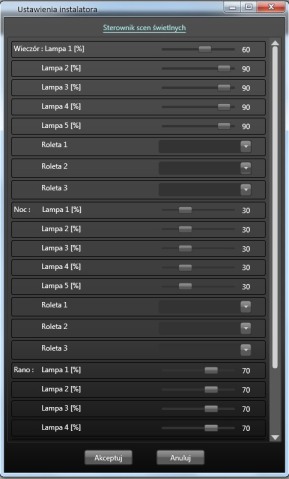 Ustawienia instalatora
Sterownik scen świetlnych
Wieczór : Lampa 1 [%] 60
Lampa 2 [%] 90
Lampa 3 [%] 90
Lampa 4 [%] 90
Lampa 5 [%] 90
Roleta 1
Roleta 2
Roleta 3
Noc : Lampa 1 [%] 30
Lampa 2 [%] 30
Lampa 3 [%] 30
Lampa 4 [%] 30
Lampa 5 [%] 30
Roleta 1
Roleta 2
Roleta 3
Rano : Lampa 1 [%] 70
Lampa 2 [%] 70
Lampa 3 [%] 70
Lampa 4 [%] 70
Akceptuj Anuluj